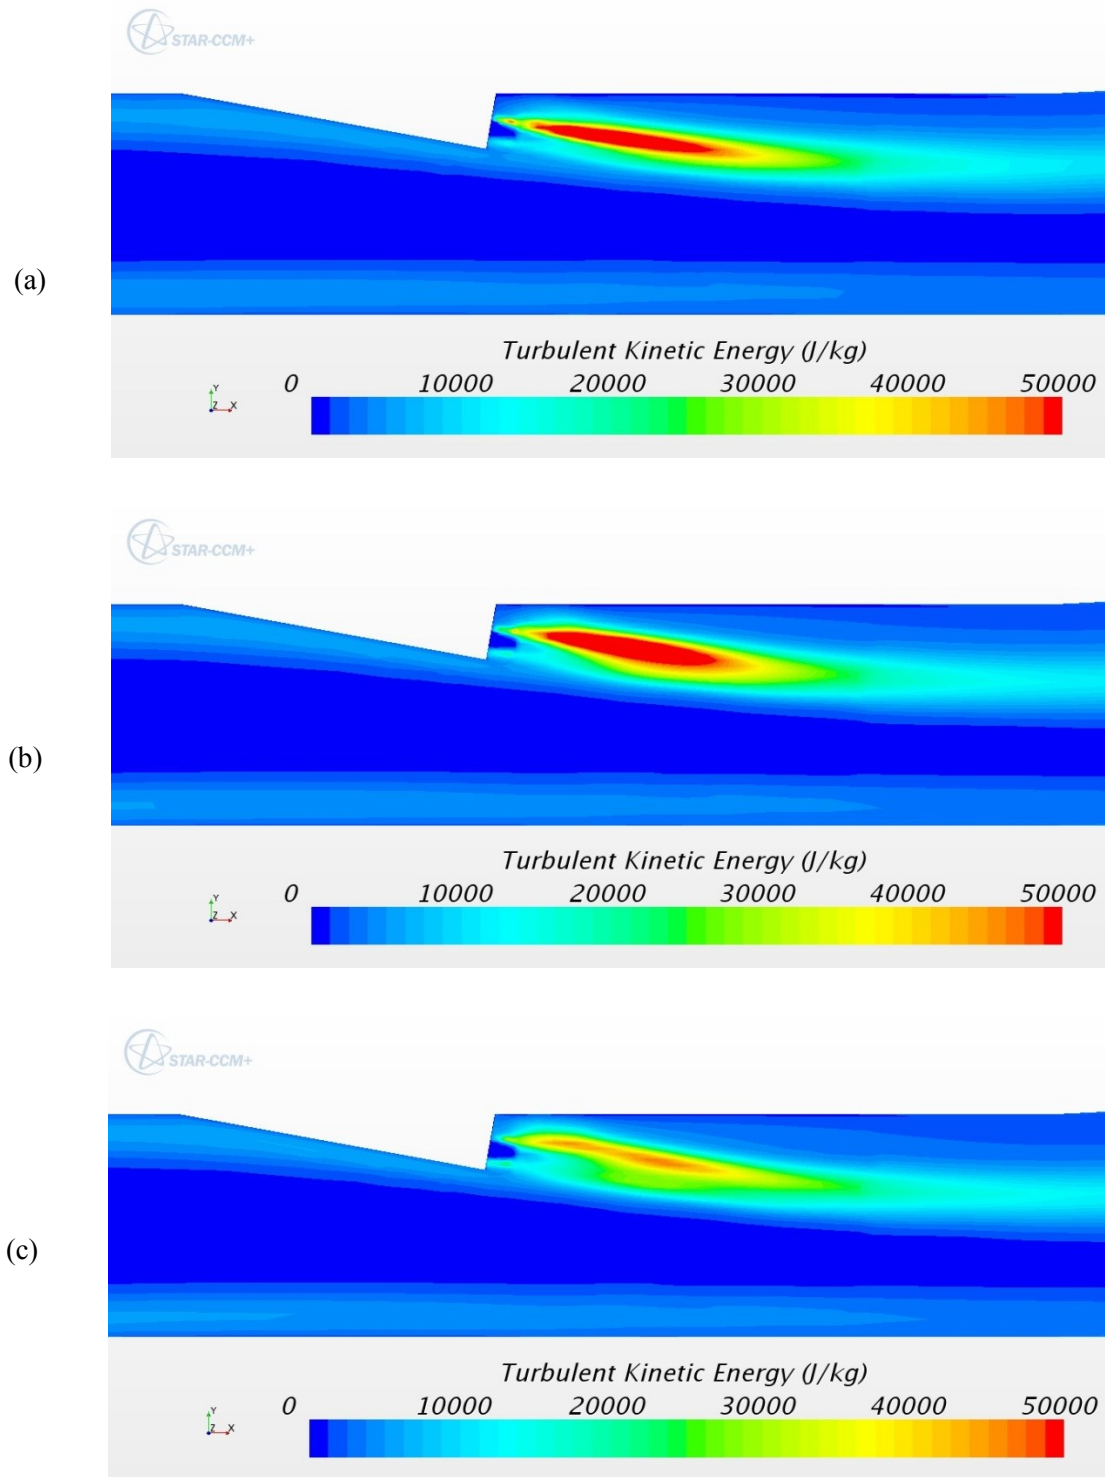 STAR-CCM+
(a)
Turbulent Kinetic Energy (J/kg)
0 10000 20000 30000 40000 50000
Y
Z X
STAR-CCM+
(b)
Turbulent Kinetic Energy (J/kg)
0 10000 20000 30000 40000 50000
Y
Z X
STAR-CCM+
(c)
Turbulent Kinetic Energy (J/kg)
0 10000 20000 30000 40000 50000
Y
Z X